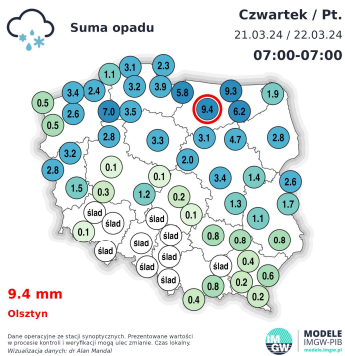 Suma opadu
Czwartek / Pt.
21.03.24 / 22.03.24
07:00-07:00
1.1 3.1 2.3
3.4 2.4 3.2 3.9 5.8 9.3 1.9
0.5 2.6 7.0 3.5 9.4 6.2
0.5 2.8 3.3 3.1 4.7 2.8
3.2 2.0
2.8 0.1 0.1 3.4 1.4 2.6
1.5 0.3 1.2 0.2 1.3 1.7
ślad ślad ślad 0.1 1.1
0.1 ślad ślad 0.8 0.8 0.8
ślad ślad ślad 0.4
ślad ślad 0.2 0.6
0.8 0.2
0.4
9.4 mm
Olsztyn
Dane operacyjne ze stacji synoptycznych. Prezentowane wartości
w procesie kontroli i weryfikacji mogą ulec zmianie. Czas lokalny.
Wizualizacja danych: dr Alan Mandal
IMGW
MODELE
IMGW-PIB
modele.imgw.pl